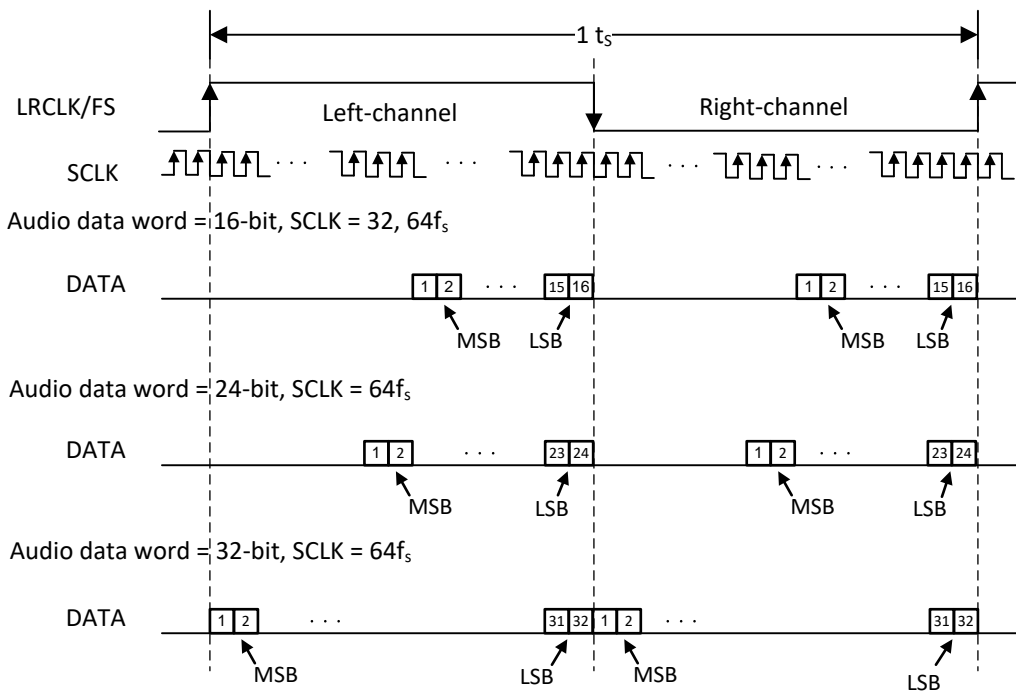 1 tS
LRCLK/FS
Left-channel
Right-channel
SCLK
Audio data word = 16-bit, SCLK = 32, 64fs
DATA
1 2 · · · 15 16 1 2 · · · 15 16
MSB LSB MSB LSB
Audio data word = 24-bit, SCLK = 64fs
DATA
1 2 · · · 23 24 1 2 · · · 23 24
MSB LSB MSB LSB
Audio data word = 32-bit, SCLK = 64fs
DATA
1 2 · · · 31 32 1 2 · · · 31 32
MSB LSB MSB LSB